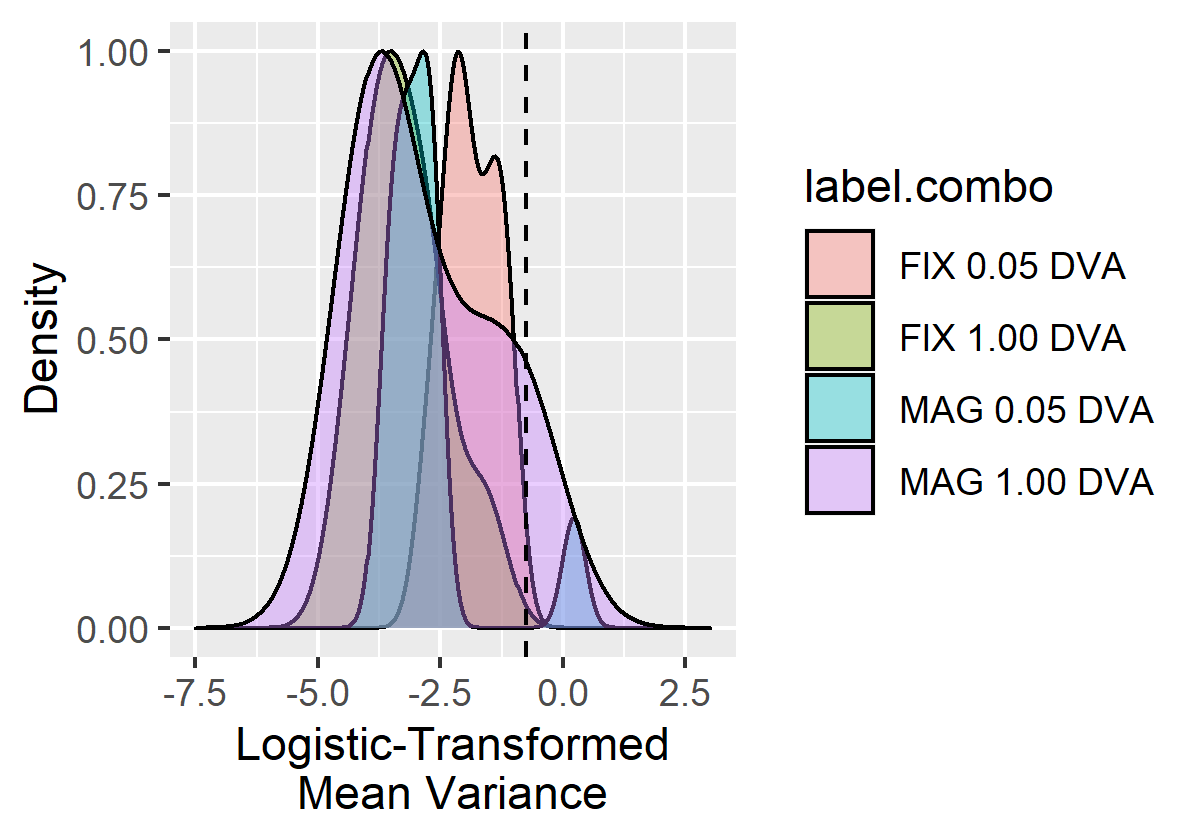 1.00
0.75
0.50
0.25
0.00
Density
-7.5 -5.0 -2.5 0.0 2.5
Logistic-Transformed
Mean Variance
label.combo
FIX 0.05 DVA
FIX 1.00 DVA
MAG 0.05 DVA
MAG 1.00 DVA